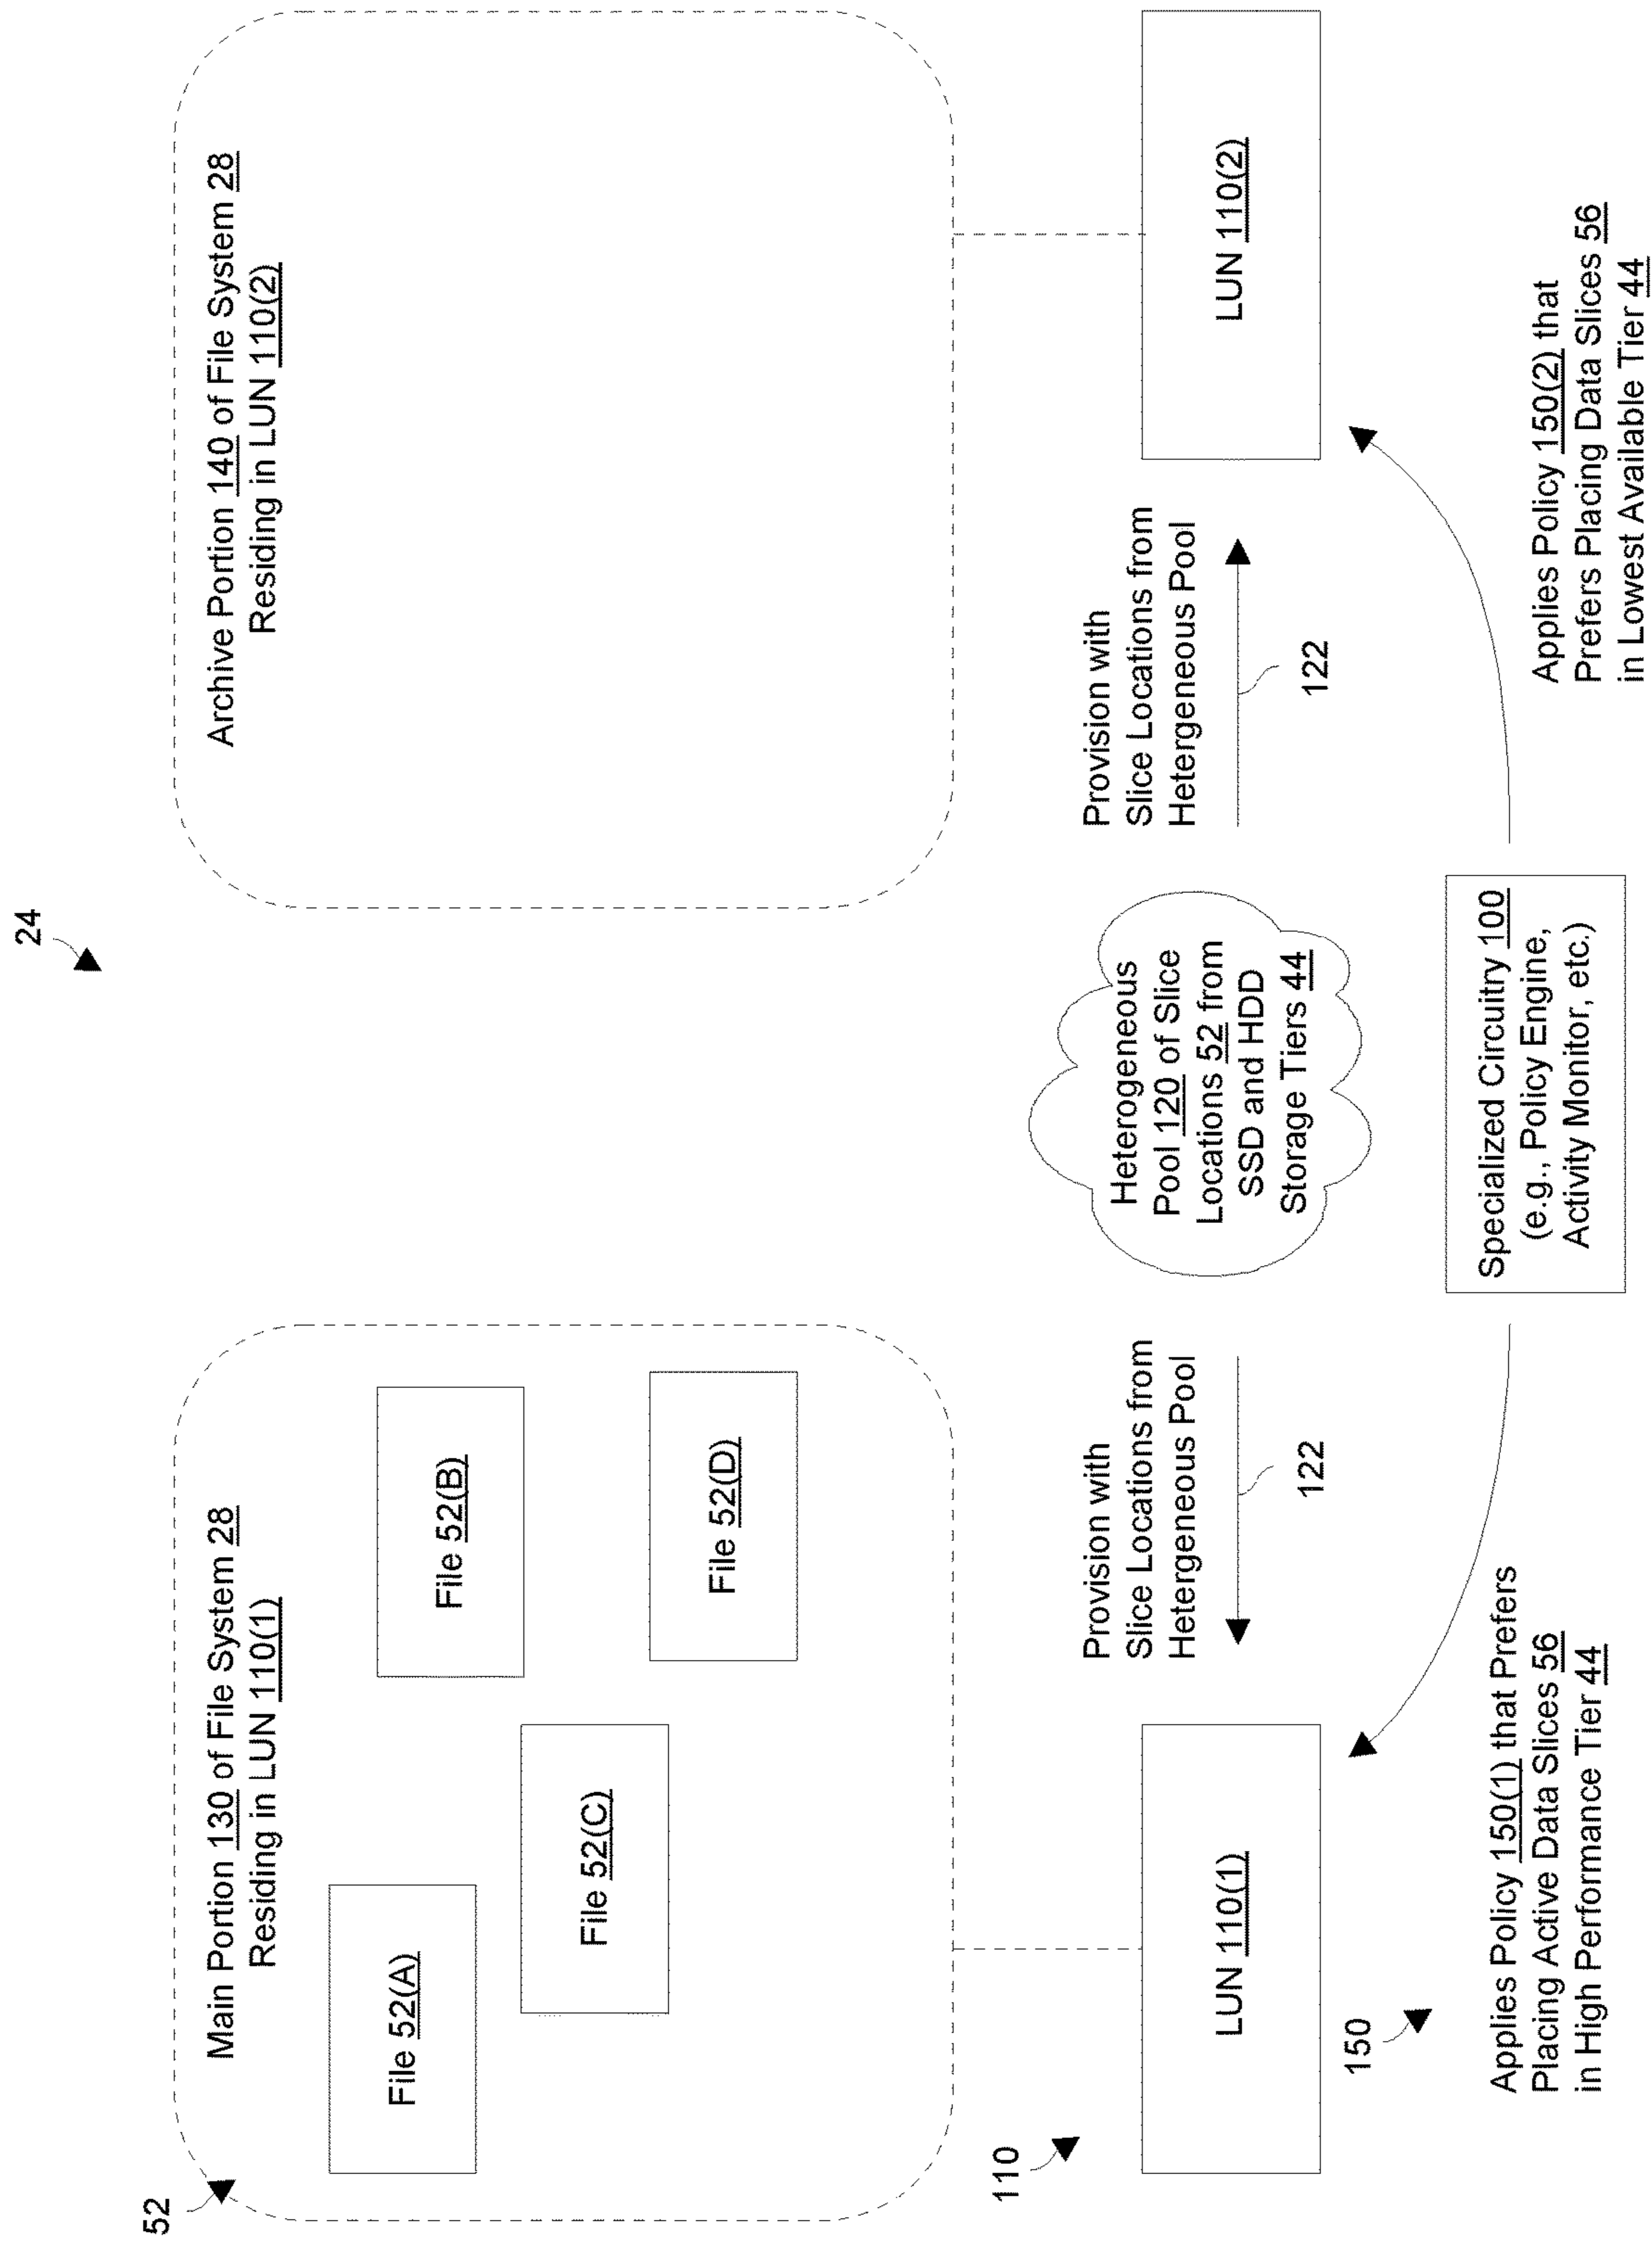 24
52
Main Portion 130 of File System 28
Residing in LUN 110(1)
File 52(A)
File 52(B)
File 52(C)
File 52(D)
Archive Portion 140 of File System 28
Residing in LUN 110(2)
110
LUN 110(1)
Provision with
Slice Locations from
Hetergeneous Pool
122
Heterogeneous
Pool 120 of Slice
Locations 52 from
SSD and HDD
Storage Tiers 44
Provision with
Slice Locations from
Hetergeneous Pool
122
LUN 110(2)
150
Applies Policy 150(1) that Prefers
Placing Active Data Slices 56
in High Performance Tier 44
Specialized Circuitry 100
(e.g., Policy Engine,
Activity Monitor, etc.)
Applies Policy 150(2) that
Prefers Placing Data Slices 56
in Lowest Available Tier 44